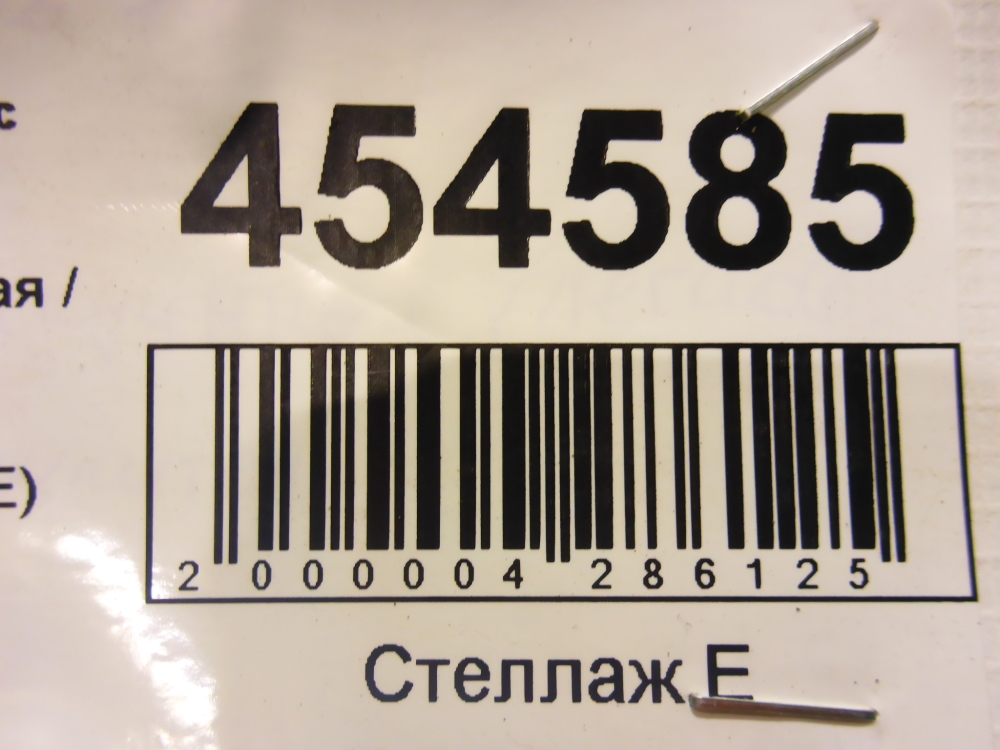 с
454585
ая /
Е)
2 000004 286125
Стеллаж Е